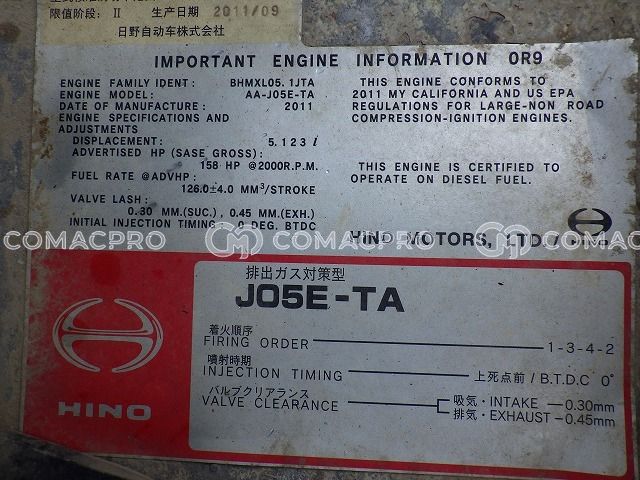 限值阶段: II 生产日期 2011/09
日野自动车株式会社
IMPORTANT ENGINE INFORMATION 0R9
ENGINE FAMILY IDENT: BHMXL05.1JTA
ENGINE MODEL: AA-J05E-TA
DATE OF MANUFACTURE: 2011
ENGINE SPECIFICATIONS AND
ADJUSTMENTS
DISPLACEMENT: 5.123 ℓ
ADVERTISED HP (SASE GROSS):
158 HP @2000R.P.M.
FUEL RATE @ADVHP:
126.0±4.0 MM³/STROKE
VALVE LASH:
0.30 MM.(SUC.), 0.45 MM.(EXH.)
INITIAL INJECTION TIMING: 0 DEG. BTDC
THIS ENGINE CONFORMS TO
2011 MY CALIFORNIA AND US EPA
REGULATIONS FOR LARGE-NON ROAD
COMPRESSION-IGNITION ENGINES.
THIS ENGINE IS CERTIFIED TO
OPERATE ON DIESEL FUEL.
HINO MOTORS, LTD.
COMACPRO COMACPRO COMACPRO
排出ガス対策型
J05E-TA
HINO
着火順序
FIRING ORDER 1-3-4-2
噴射時期
INJECTION TIMING 上死点前/B.T.D.C 0°
バルブクリアランス
VALVE CLEARANCE 吸気・INTAKE 0.30mm
排気・EXHAUST 0.45mm